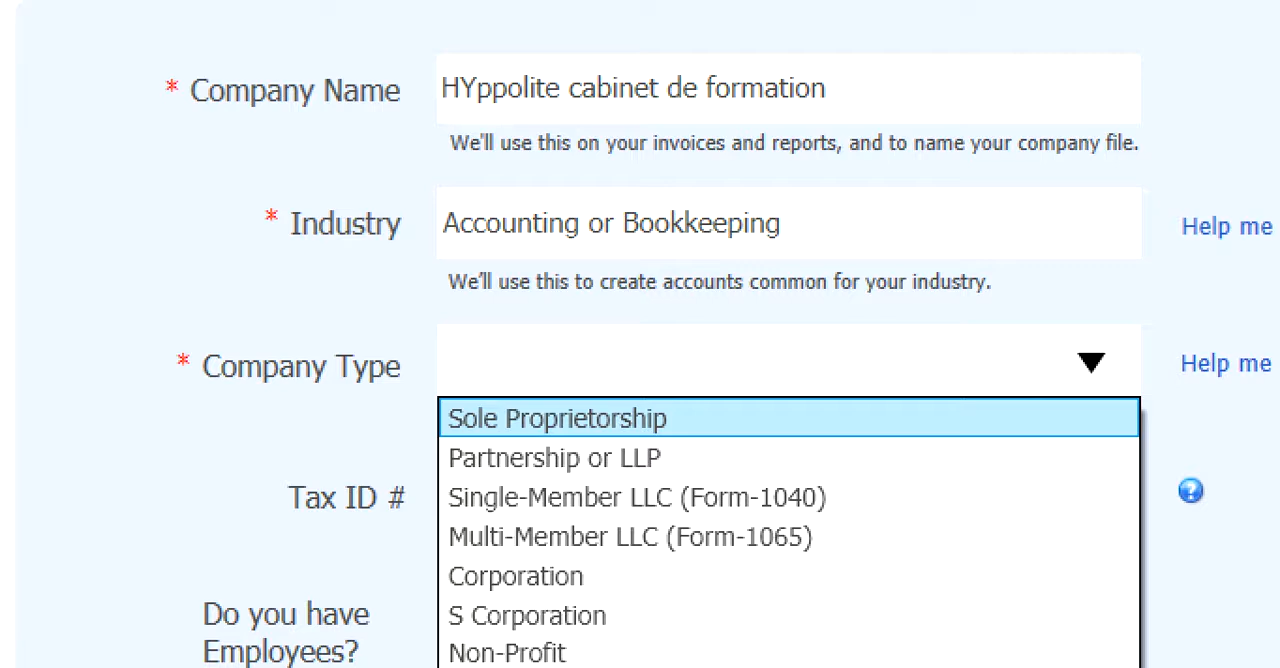 * Company Name HYppolite cabinet de formation
We'll use this on your invoices and reports, and to name your company file.
* Industry Accounting or Bookkeeping Help me
We'll use this to create accounts common for your industry.
* Company Type Help me
Sole Proprietorship
Partnership or LLP
Tax ID # Single-Member LLC (Form-1040)
Multi-Member LLC (Form-1065)
Corporation
Do you have S Corporation
Employees? Non-Profit